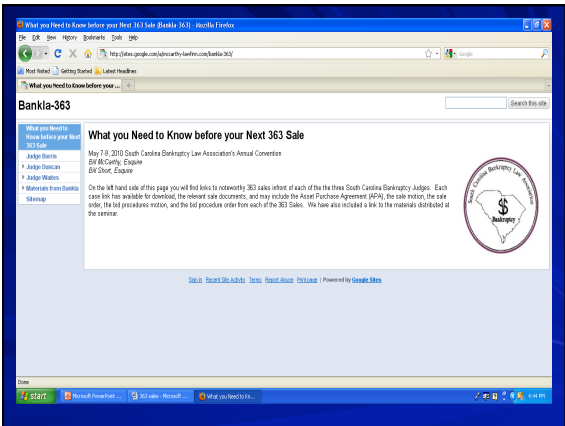 What you Need to Know before your Next 363 Sale (Bankla-363) - Mozilla Firefox
File Edit View History Bookmarks Tools Help
http://sites.google.com/a/mccarthy-lawfirm.com/bankla-363/
Google
Most Visited Getting Started Latest Headlines
What you Need to Know before your ...
Bankla-363
Search this site
What you Need to
Know before your Next
363 Sale
Judge Burris
Judge Duncan
Judge Waites
Materials from Bankla
Sitemap
What you Need to Know before your Next 363 Sale
May 7-9, 2010 South Carolina Bankruptcy Law Association's Annual Convention
Bill McCarthy, Esquire
Bill Short, Esquire
On the left hand side of this page you will find links to noteworthy 363 sales infront of each of the the three South Carolina Bankruptcy Judges. Each
case link has available for download, the relevant sale documents, and may include the Asset Purchase Agreement (APA), the sale motion, the sale
order, the bid procedures motion, and the bid procedure order from each of the 363 Sales. We have also included a link to the materials distributed at
the seminar.
South Carolina Bankruptcy Law Association
$
Bankruptcy
Sign in Recent Site Activity Terms Report Abuse Print page | Powered by Google Sites
Done
start
Microsoft PowerPoint ...
363 sales - Microsoft ...
What you Need to Kn...
9:44 PM